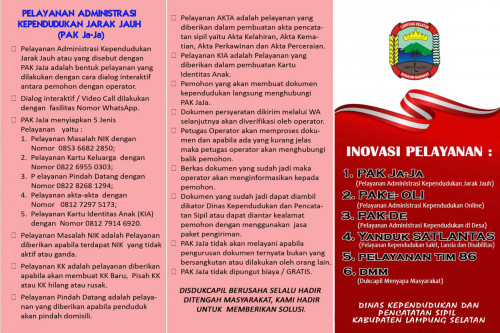 PELAYANAN ADMINISTRASI
KEPENDUDUKAN JARAK JAUH
(PAK Ja-Ja)
Pelayanan Administrasi Kependukan
Jarak Jauh atau yang disebut dengan
PAK JaJa adalah bentuk pelayanan yang
dilakukan dengan cara dialog interaktif
antara pemohon dengan operator.
Dialog interaktif / Video Call dilakukan
dengan fasilitas Nomor WhatsApp.
PAK JaJa menyiapkan 5 Jenis
Pelayanan yaitu :
1. Pelayanan Masalah NIK dengan
Nomor 0853 6682 2850;
2. Pelayanan Kartu Keluarga dengan
Nomor 0822 6955 0303;
3. P elayanan Pindah Datang dengan
Nomor 0822 8268 1294;
4. Pelayanan akta-akta dengan
Nomor 0812 7297 5173;
5. Pelayanan Kartu Identitas Anak (KIA)
dengan Nomor 0812 7914 6920.
Pelayanan Masalah NIK adalah Pelayanan
diberikan apabila terdapat NIK yang tidak
aktif atau ganda.
Pelayanan KK adalah pelayanan diberikan
apabila akan membuat KK Baru, Pisah KK
atau KK hilang atau rusak.
Pelayanan Pindah Datang adalah pelaya-
nan yang diberikan apabila penduduk
akan pindah domisili.
Pelayanan AKTA adalah pelayanan yang
diberikan dalam pembuatan akta pencata-
tan sipil yaitu Akta Kelahiran, Akta Kema-
tian, Akta Perkawinan dan Akta Perceraian.
Pelayanan KIA adalah Pelayanan yang
diberikan dalam pembuatan Kartu
Identitas Anak.
Pemohon yang akan membuat dokumen
kependudukan langsung menghubungi
PAK JaJa.
Dokumen persyaratan dikirim melalui WA
selanjutnya akan diverifikasi oleh operator.
Petugas Operator akan memproses doku-
men dan apabila ada yang kurang jelas
maka petugas operator akan menghubungi
balik pemohon.
Berkas dokumen yang sudah jadi maka
operator akan menginformasikan kepada
pemohon.
Dokumen yang sudah jadi dapat diambil
dikator Dinas Kependudukan dan Pencata-
tan Sipil atau dapat diantar kealamat
pemohon dengan menggunakan jasa
paket pengiriman.
PAK JaJa tidak akan melayani apabila
pengurusan dokumen ternyata bukan yang
bersangkutan atau dilakukan oleh orang lain.
PAK JaJa tidak dipungut biaya / GRATIS.
DISDUKCAPIL BERUSAHA SELALU HADIR
DITENGAH MASYARAKAT, KAMI HADIR
UNTUK MEMBERIKAN SOLUSI.
LAMPUNG SELATAN
INOVASI PELAYANAN :
1. PAK Ja-Ja
(Pelayanan Administrasi Kependudukan Jarak Jauh)
2. PAKE- OLI
(Pelayanan Administrasi Kependudukan Online)
3. PAK-DE
(Pelayanan Administrasi Kependudukan di Desa)
4. Yanduk SATLANTAS
(Pelayanan Kependudukan Sakit, Lansia dan Disabilitas)
5. PELAYANAN TIM 86
6. DMM
(Dukcapil Menyapa Masyarakat)
DINAS KEPENDUDUKAN DAN
PENCATATAN SIPIL
KABUPATEN LAMPUNG SELATAN